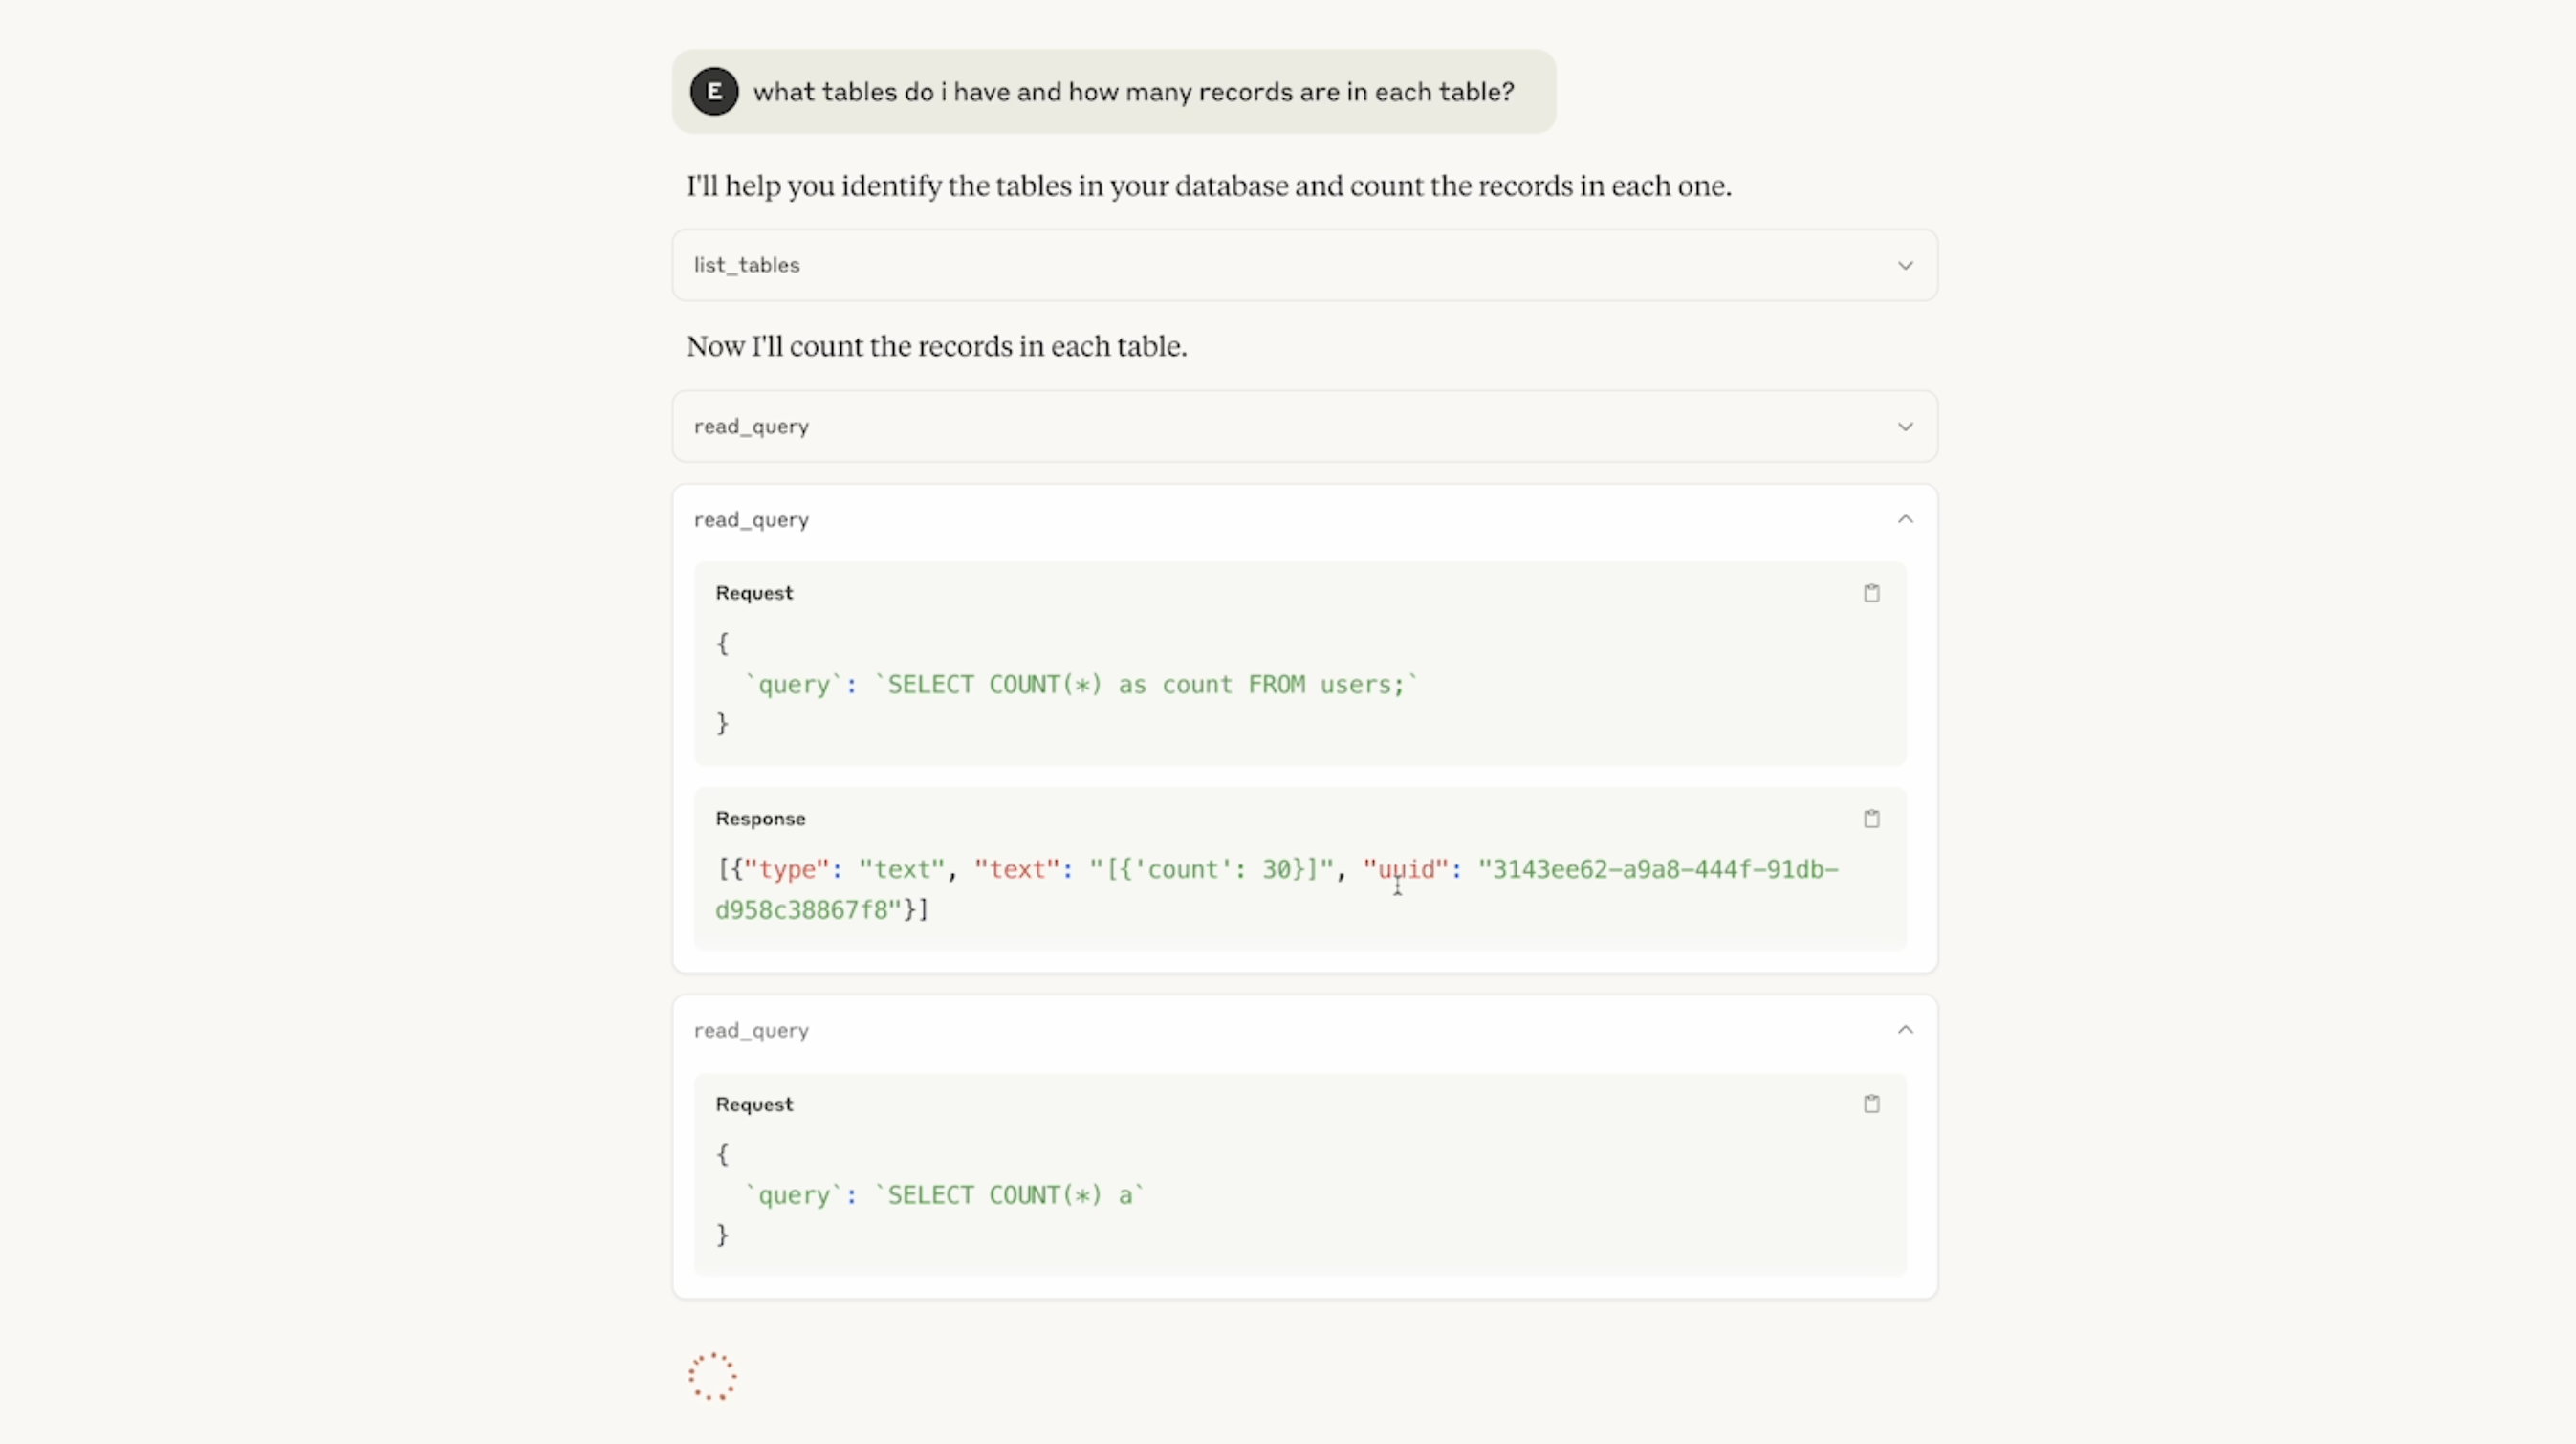 E
what tables do i have and how many records are in each table?
I'll help you identify the tables in your database and count the records in each one.
list_tables
Now I'll count the records in each table.
read_query
read_query
Request
{
`query`: `SELECT COUNT(*) as count FROM users;`
}
Response
[{"type": "text", "text": "[{'count': 30}]", "uuid": "3143ee62-a9a8-444f-91db-
d958c38867f8"}]
read_query
Request
{
`query`: `SELECT COUNT(*) a`
}